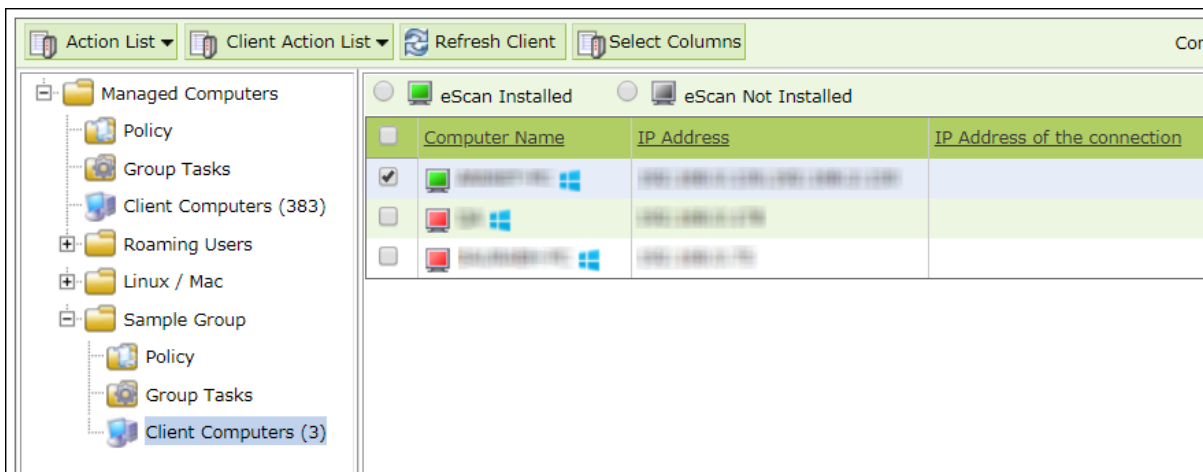 Action List Client Action List Refresh Client Select Columns Cor
Managed Computers
Policy
Group Tasks
Client Computers (383)
Roaming Users
Linux / Mac
Sample Group
Policy
Group Tasks
Client Computers (3)
eScan Installed eScan Not Installed
Computer Name IP Address IP Address of the connection